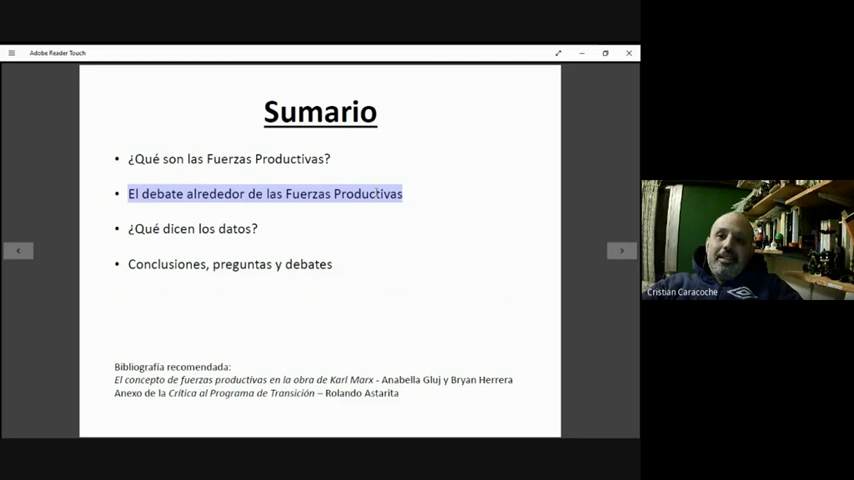 Adobe Reader Touch
Sumario
• ¿Qué son las Fuerzas Productivas?
• El debate alrededor de las Fuerzas Productivas
• ¿Qué dicen los datos?
• Conclusiones, preguntas y debates
Bibliografía recomendada:
El concepto de fuerzas productivas en la obra de Karl Marx - Anabella Gluj y Bryan Herrera
Anexo de la Crítica al Programa de Transición – Rolando Astarita
Cristian Caracoche